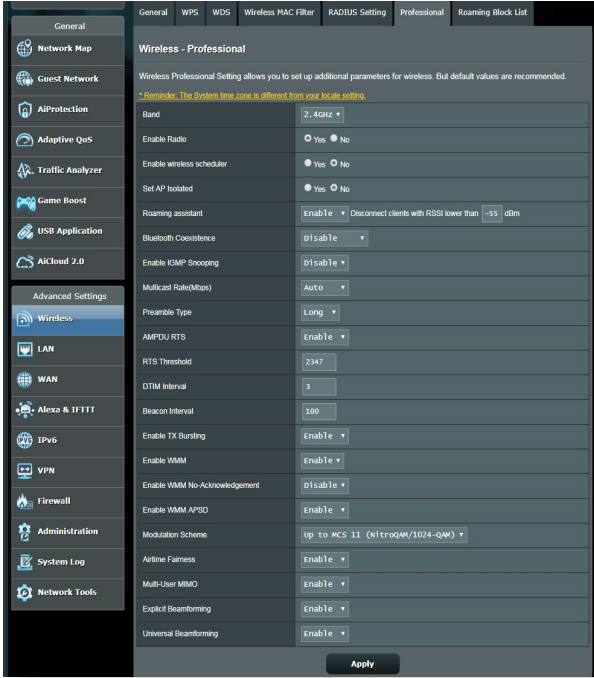 General WPS WDS Wireless MAC Filter RADIUS Setting Professional Roaming Block List
General
Network Map
Guest Network
AiProtection
Adaptive QoS
Traffic Analyzer
Game Boost
USB Application
AiCloud 2.0
Advanced Settings
Wireless
LAN
WAN
Alexa & IFTTT
IPv6
VPN
Firewall
Administration
System Log
Network Tools
Wireless - Professional
Wireless Professional Setting allows you to set up additional parameters for wireless. But default values are recommended.
* Reminder: The System time zone is different from your locale setting.
Band 2.4GHz
Enable Radio Yes No
Enable wireless scheduler Yes No
Set AP Isolated Yes No
Roaming assistant Enable Disconnect clients with RSSI lower than -55 dBm
Bluetooth Coexistence Disable
Enable IGMP Snooping Disable
Multicast Rate(Mbps) Auto
Preamble Type Long
AMPDU RTS Enable
RTS Threshold 2347
DTIM Interval 3
Beacon Interval 100
Enable TX Bursting Enable
Enable WMM Enable
Enable WMM No-Acknowledgement Disable
Enable WMM APSD Enable
Modulation Scheme Up to MCS 11 (NitroQAM/1024-QAM)
Airtime Fairness Enable
Multi-User MIMO Enable
Explicit Beamforming Enable
Universal Beamforming Enable
Apply